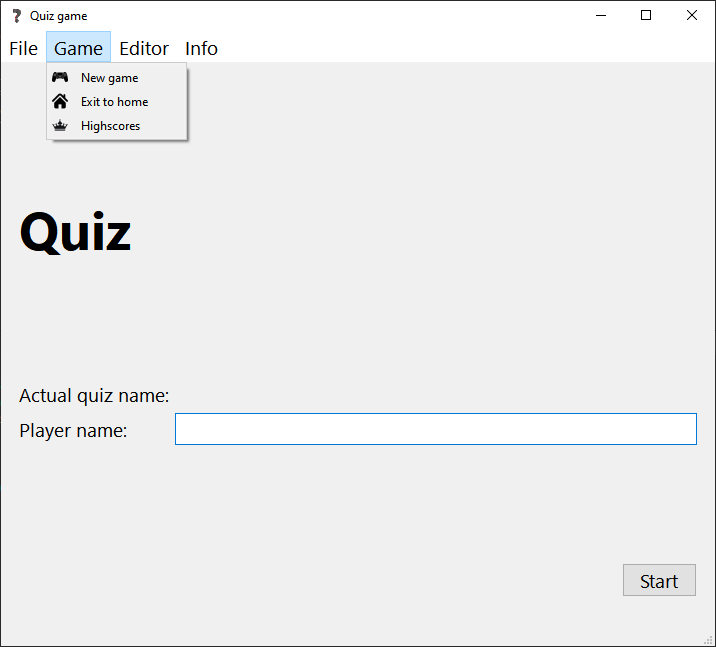 Quiz game
File Game Editor Info
New game
Exit to home
Highscores
Quiz
Actual quiz name:
Player name:
Start